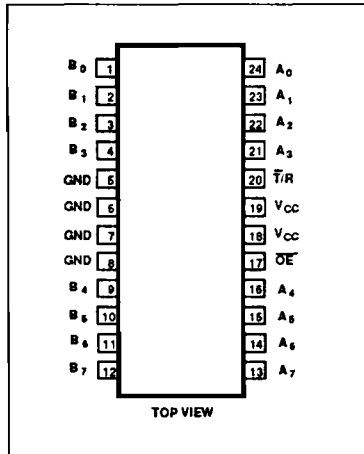 B0 1 24 A0
B1 2 23 A1
B2 3 22 A2
B3 4 21 A3
GND 5 20 T̄/R
GND 6 19 VCC
GND 7 18 VCC
GND 8 17 O̅E̅
B4 9 16 A4
B5 10 15 A5
B6 11 14 A6
B7 12 13 A7
TOP VIEW